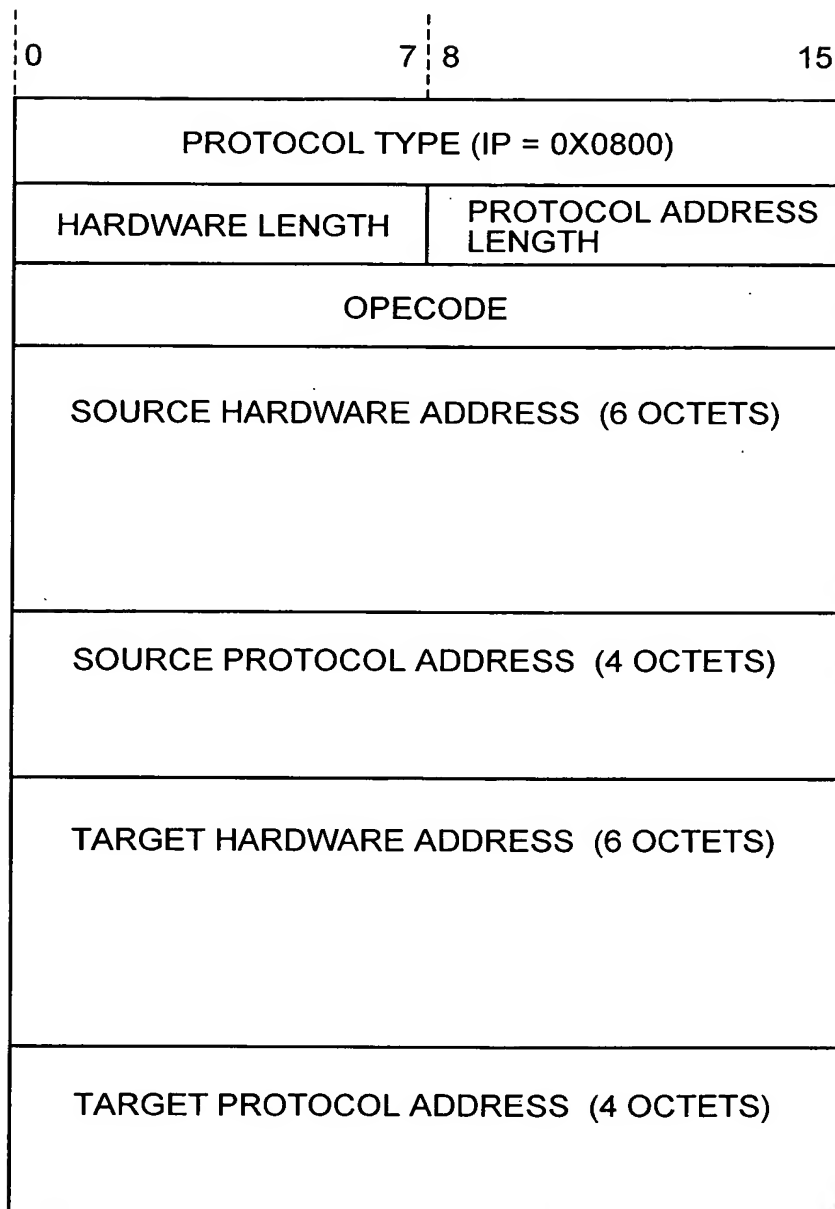 0 7 8 15
PROTOCOL TYPE (IP = 0X0800)
HARDWARE LENGTH
PROTOCOL ADDRESS
LENGTH
OPECODE
SOURCE HARDWARE ADDRESS (6 OCTETS)
SOURCE PROTOCOL ADDRESS (4 OCTETS)
TARGET HARDWARE ADDRESS (6 OCTETS)
TARGET PROTOCOL ADDRESS (4 OCTETS)